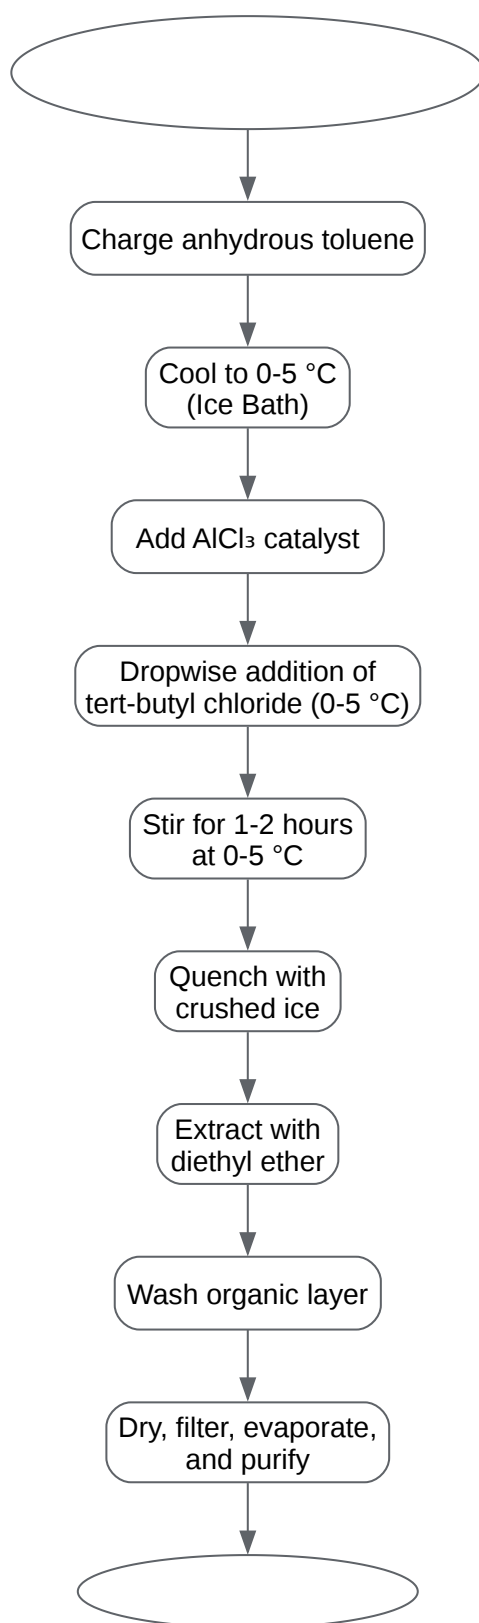 Charge anhydrous toluene
Cool to 0-5 °C
(Ice Bath)
Add AlCl₃ catalyst
Dropwise addition of
tert-butyl chloride (0-5 °C)
Stir for 1-2 hours
at 0-5 °C
Quench with
crushed ice
Extract with
diethyl ether
Wash organic layer
Dry, filter, evaporate,
and purify